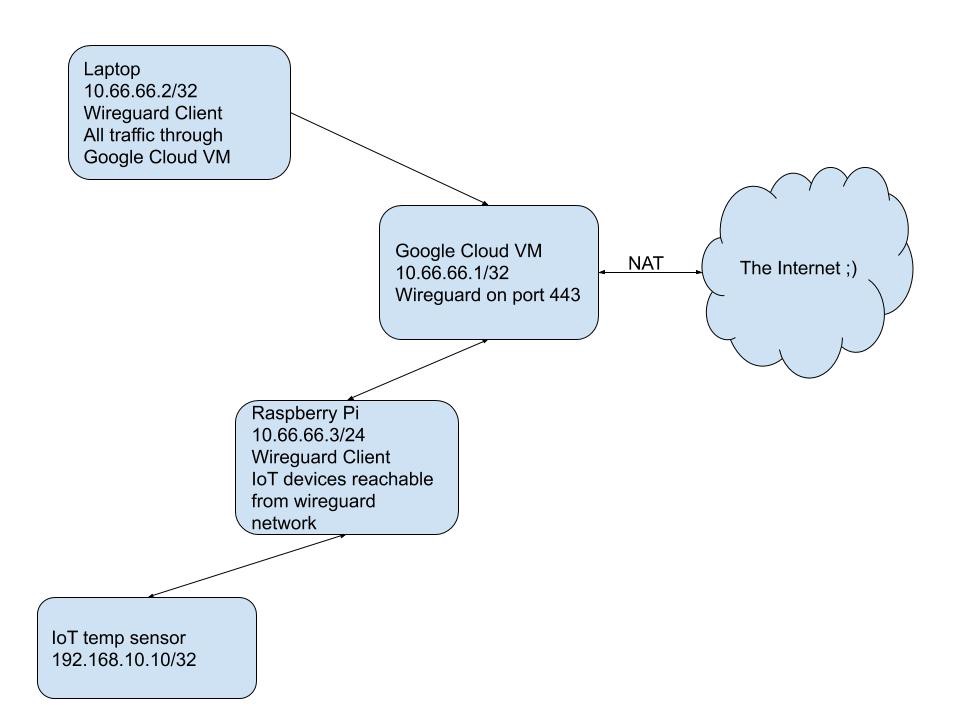 Laptop
10.66.66.2/32
Wireguard Client
All traffic through
Google Cloud VM
Google Cloud VM
10.66.66.1/32
Wireguard on port 443
NAT
The Internet ;)
Raspberry Pi
10.66.66.3/24
Wireguard Client
IoT devices reachable
from wireguard
network
IoT temp sensor
192.168.10.10/32